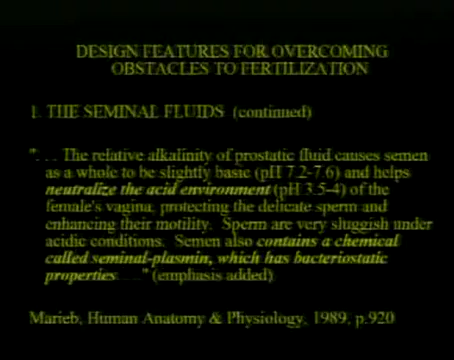 DESIGN FEATURES FOR OVERCOMING
OBSTACLES TO FERTILIZATION
1. THE SEMINAL FLUIDS (continued)
". . . The relative alkalinity of prostatic fluid causes semen
as a whole to be slightly basic (pH 7.2-7.6) and helps
neutralize the acid environment (pH 3.5-4) of the
female's vagina, protecting the delicate sperm and
enhancing their motility. Sperm are very sluggish under
acidic conditions. Semen also contains a chemical
called seminal-plasmin, which has bacteriostatic
properties . . . ." (emphasis added)
Marieb, Human Anatomy & Physiology, 1989, p.920